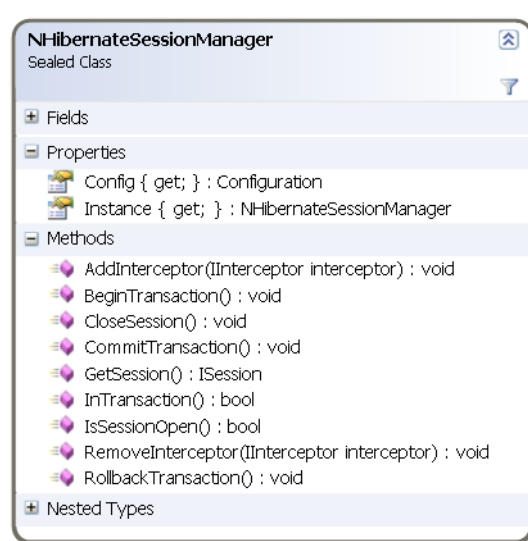 NHibernateSessionManager
Sealed Class
Fields
Properties
Config { get; } : Configuration
Instance { get; } : NHibernateSessionManager
Methods
AddInterceptor(IInterceptor interceptor) : void
BeginTransaction() : void
CloseSession() : void
CommitTransaction() : void
GetSession() : ISession
InTransaction() : bool
IsSessionOpen() : bool
RemoveInterceptor(IInterceptor interceptor) : void
RollbackTransaction() : void
Nested Types